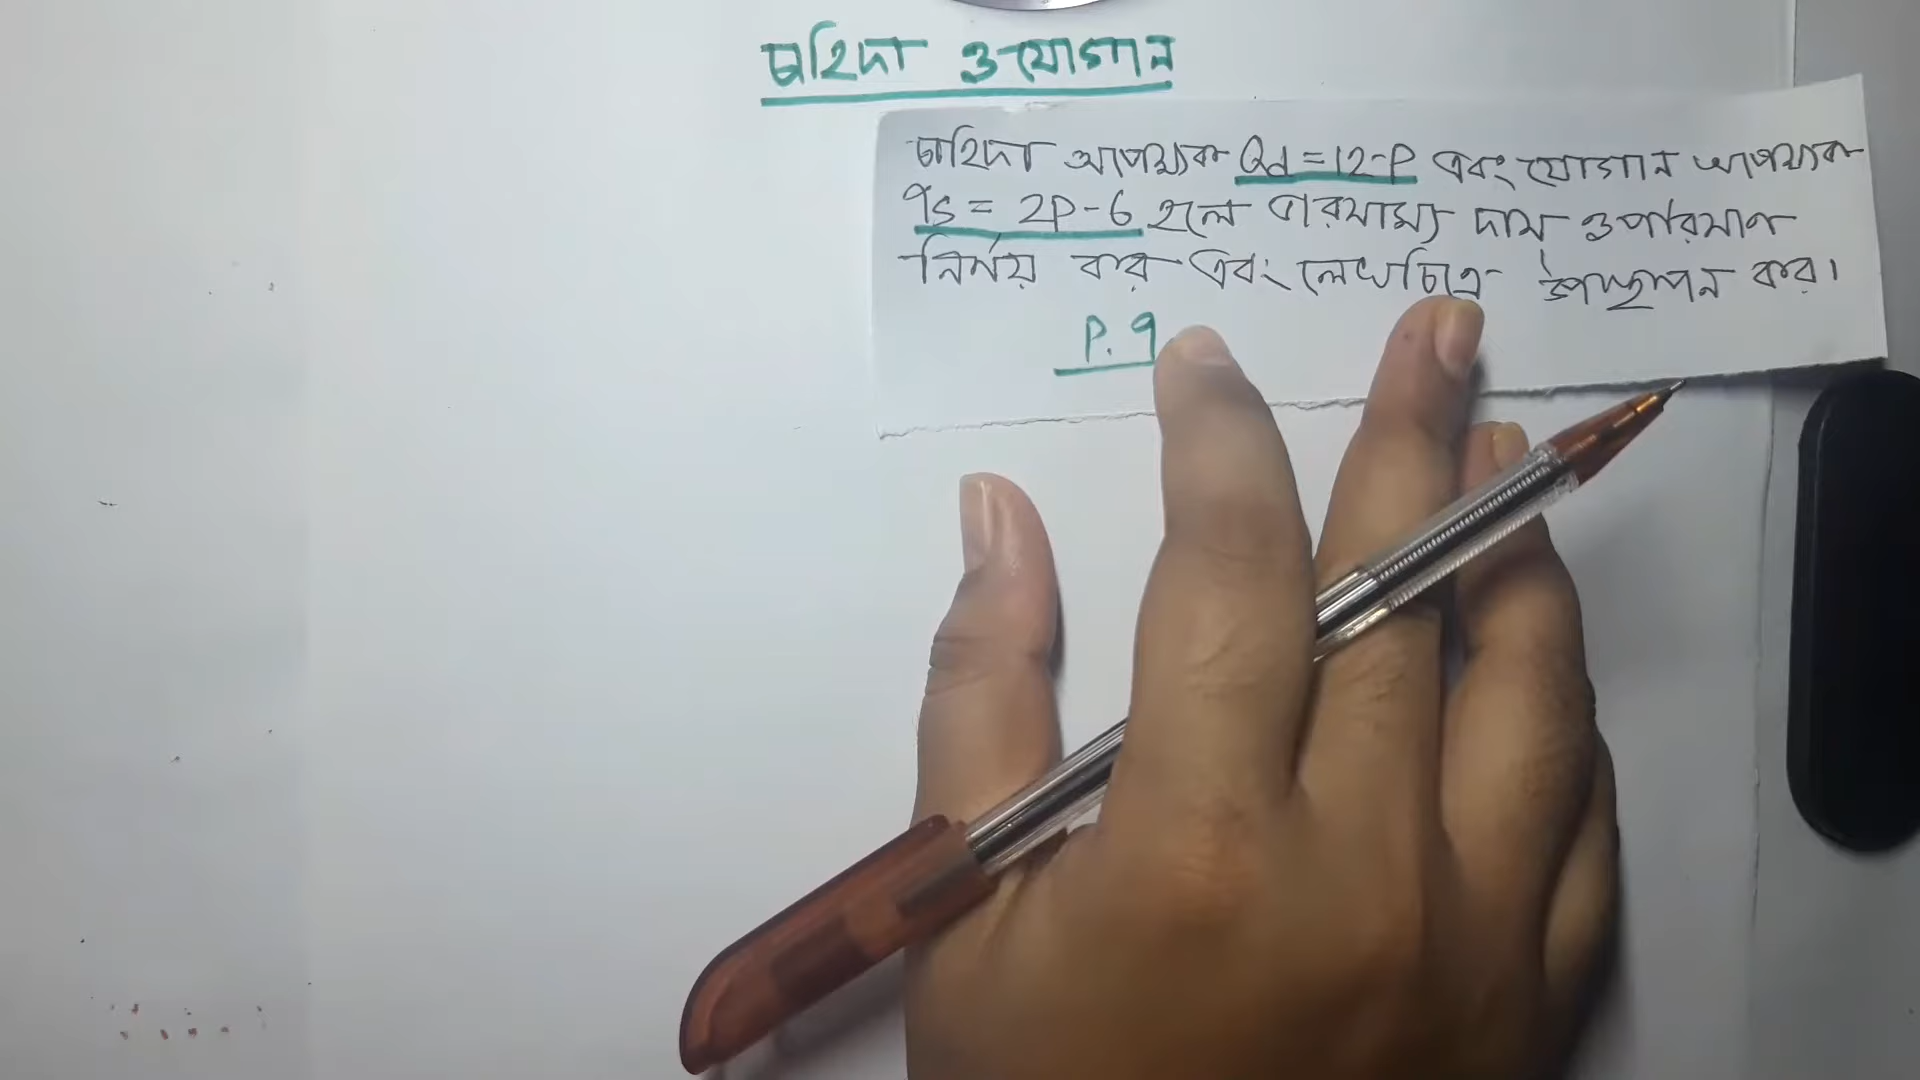 চাহিদা ও যোগান
চাহিদা অপেক্ষক Qd = 12-P এবং যোগান অপেক্ষক
qs = 2P-6 হলে ভারসাম্য দাম ও পরিমাণ
নির্ণয় কর এবং লেখচিত্রে উপস্থাপন কর।
P. q